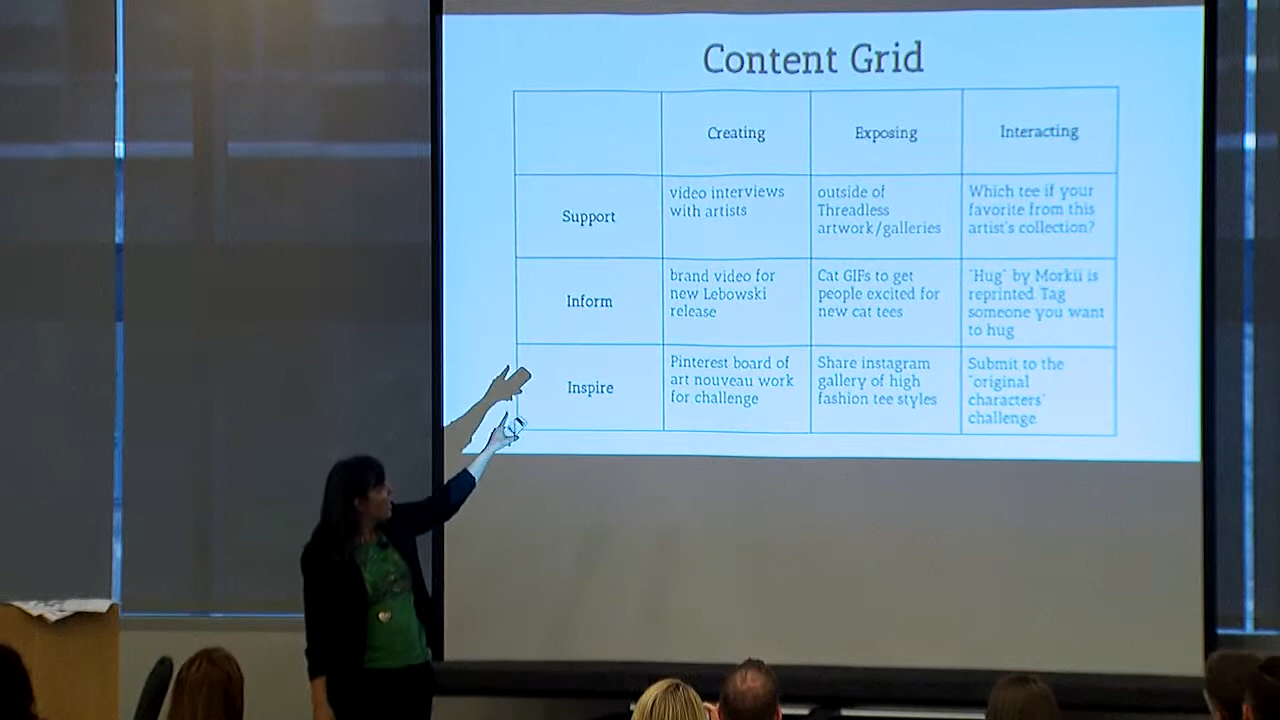 Content Grid
Creating
Exposing
Interacting
Support
video interviews
with artists
outside of
Threadless
artwork/galleries
Which tee if your
favorite from this
artist's collection?
Inform
brand video for
new Lebowski
release
Cat GIFs to get
people excited for
new cat tees
"Hug" by Morkii is
reprinted. Tag
someone you want
to hug
Inspire
Pinterest board of
art nouveau work
for challenge
Share instagram
gallery of high
fashion tee styles
Submit to the
"original
characters"
challenge